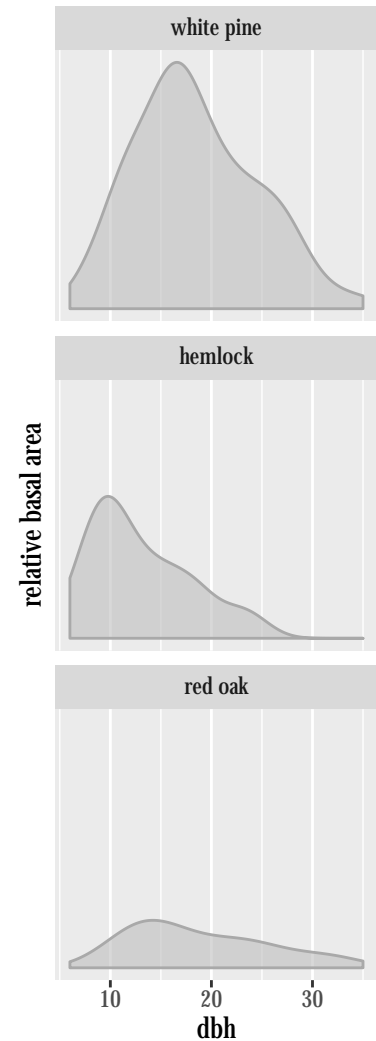 white pine
hemlock
relative basal area
red oak
10 20 30
dbh